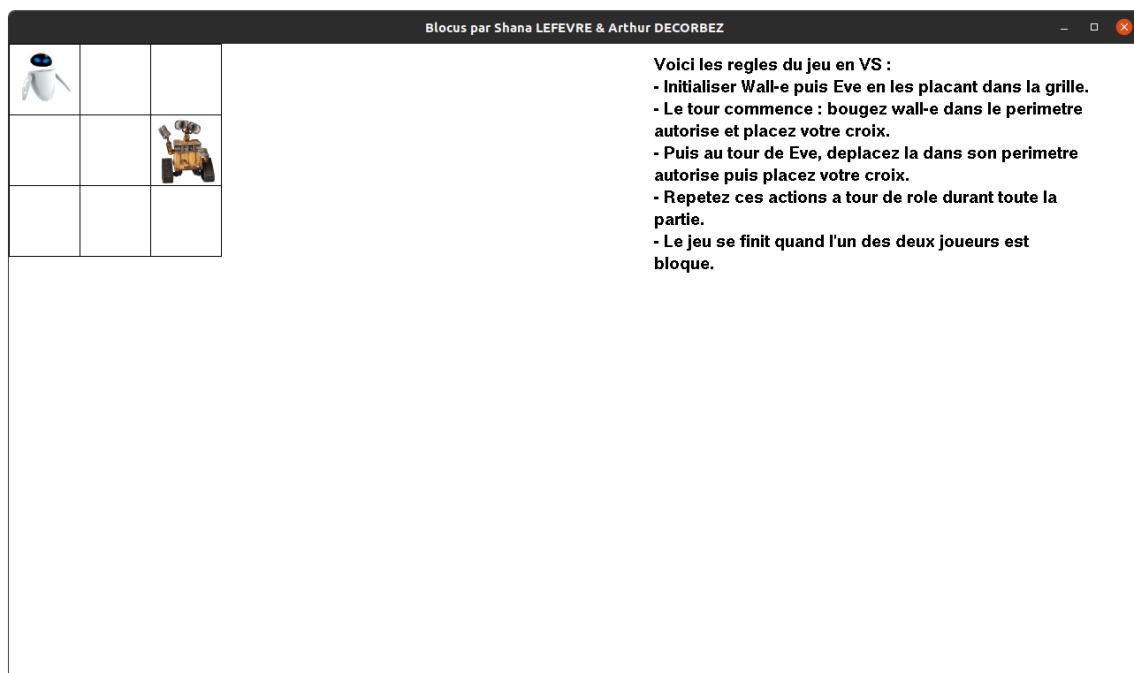 Blocus par Shana LEFEVRE & Arthur DECORBEZ
Voici les regles du jeu en VS :
- Initialiser Wall-e puis Eve en les placant dans la grille.
- Le tour commence : bougez wall-e dans le perimetre
autorise et placez votre croix.
- Puis au tour de Eve, deplacez la dans son perimetre
autorise puis placez votre croix.
- Repetez ces actions a tour de role durant toute la
partie.
- Le jeu se finit quand l'un des deux joueurs est
bloque.